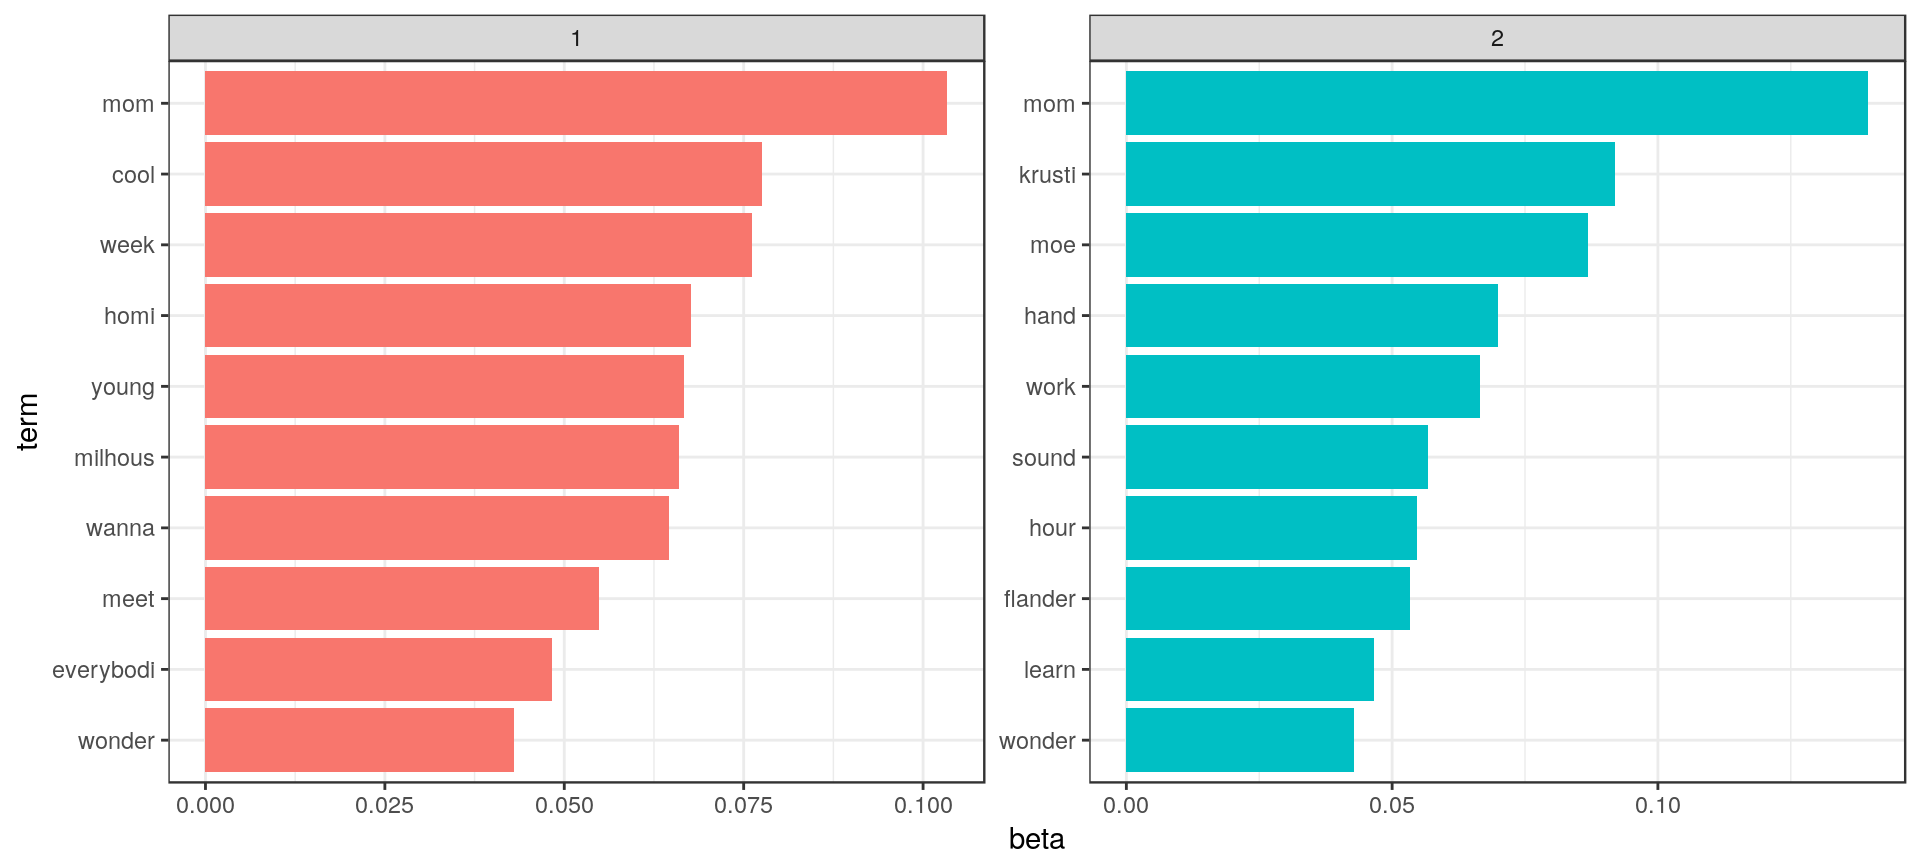 1
2
term
mom
cool
week
homi
young
milhous
wanna
meet
everybodi
wonder
0.000 0.025 0.050 0.075 0.100
mom
krusti
moe
hand
work
sound
hour
flander
learn
wonder
0.00 0.05 0.10
beta